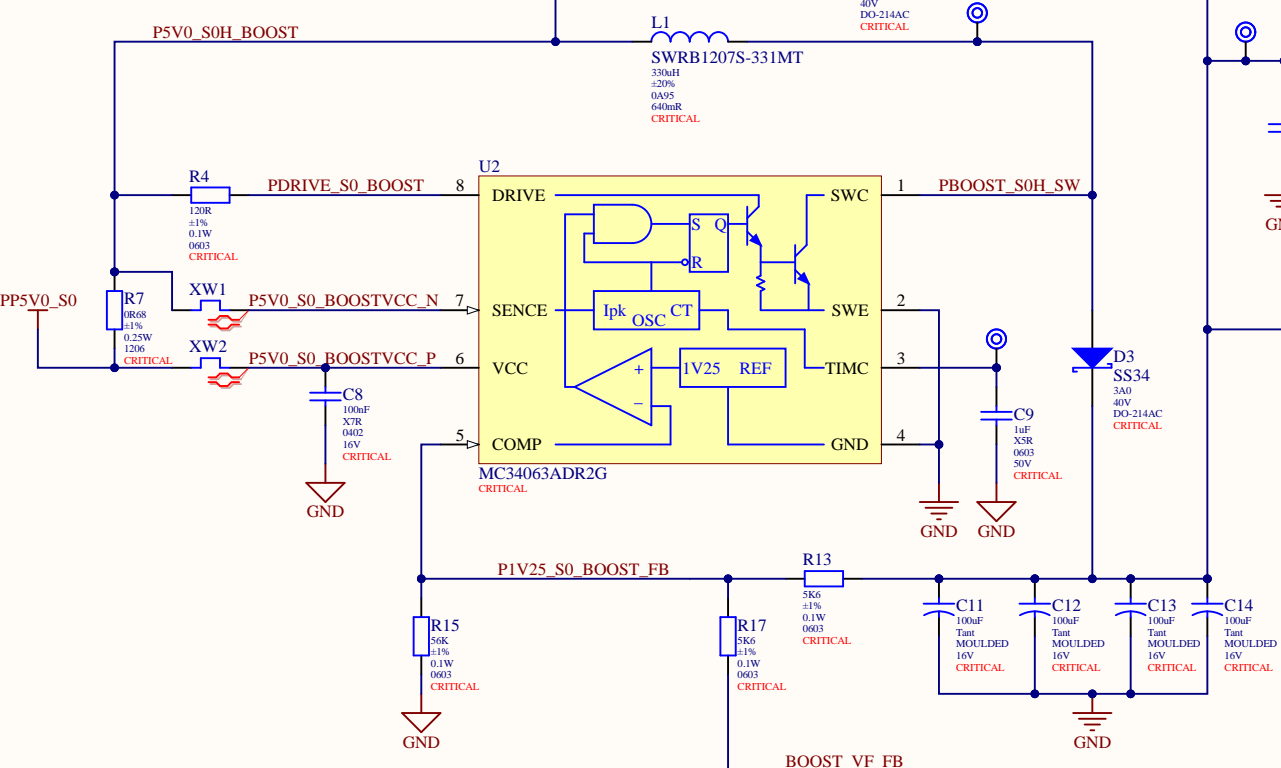 40V
DO-214AC
CRITICAL
P5V0_S0H_BOOST
L1
SWRB1207S-331MT
330uH
±20%
0A95
640mR
CRITICAL
U2
R4
120R
±1%
0.1W
0603
CRITICAL
PDRIVE_S0_BOOST
8
DRIVE
SWC
1
PBOOST_S0H_SW
S
Q
R
PP5V0_S0
R7
0R68
±1%
0.25W
1206
CRITICAL
XW1
P5V0_S0_BOOSTVCC_N
7
SENCE
Ipk
CT
OSC
SWE
2
XW2
P5V0_S0_BOOSTVCC_P
6
VCC
+
−
1V25
REF
TIMC
3
5
COMP
GND
4
MC34063ADR2G
CRITICAL
C8
100nF
X7R
0402
16V
CRITICAL
GND
C9
1uF
X5R
0603
50V
CRITICAL
GND
GND
D3
SS34
3A0
40V
DO-214AC
CRITICAL
P1V25_S0_BOOST_FB
R13
5K6
±1%
0.1W
0603
CRITICAL
R15
56K
±1%
0.1W
0603
CRITICAL
GND
R17
5K6
±1%
0.1W
0603
CRITICAL
C11
100uF
Tant
MOULDED
16V
CRITICAL
C12
100uF
Tant
MOULDED
16V
CRITICAL
C13
100uF
Tant
MOULDED
16V
CRITICAL
C14
100uF
Tant
MOULDED
16V
CRITICAL
GND
BOOST_VF_FB